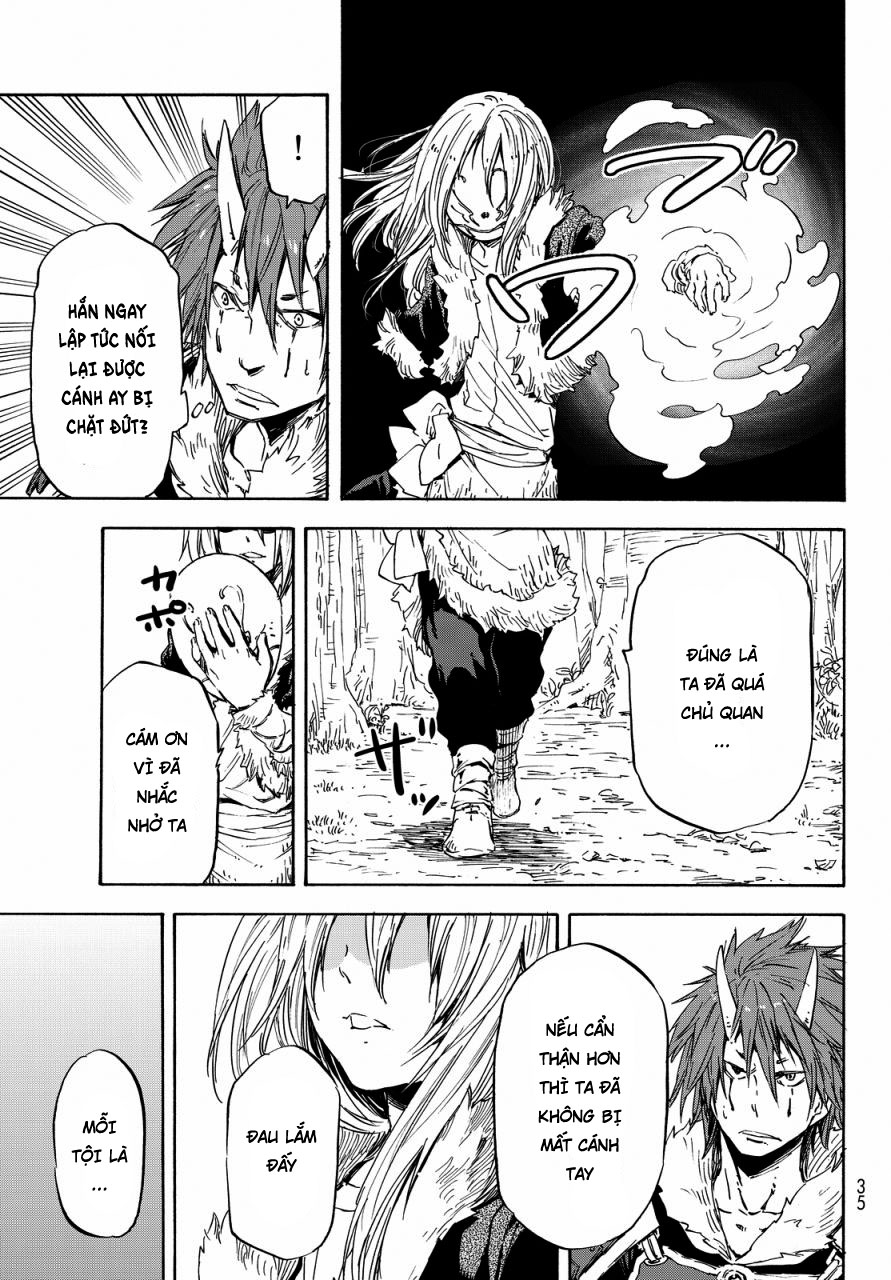 ブブ
!
HẮN NGAY
LẬP TỨC NỐI
LẠI ĐƯỢC
CÁNH AY BỊ
CHẶT ĐỨT?
ĐÚNG LÀ
TA ĐÃ QUÁ
CHỦ QUAN
...
ザッ
カポ
CÁM ƠN
VÌ ĐÃ
NHẮC
NHỞ TA
NẾU CẨN
THẬN HƠN
THÌ TA ĐÃ
KHÔNG BỊ
MẤT CÁNH
TAY
ĐAU LẮM
ĐẤY
MỖI
TỘI LÀ
...
35